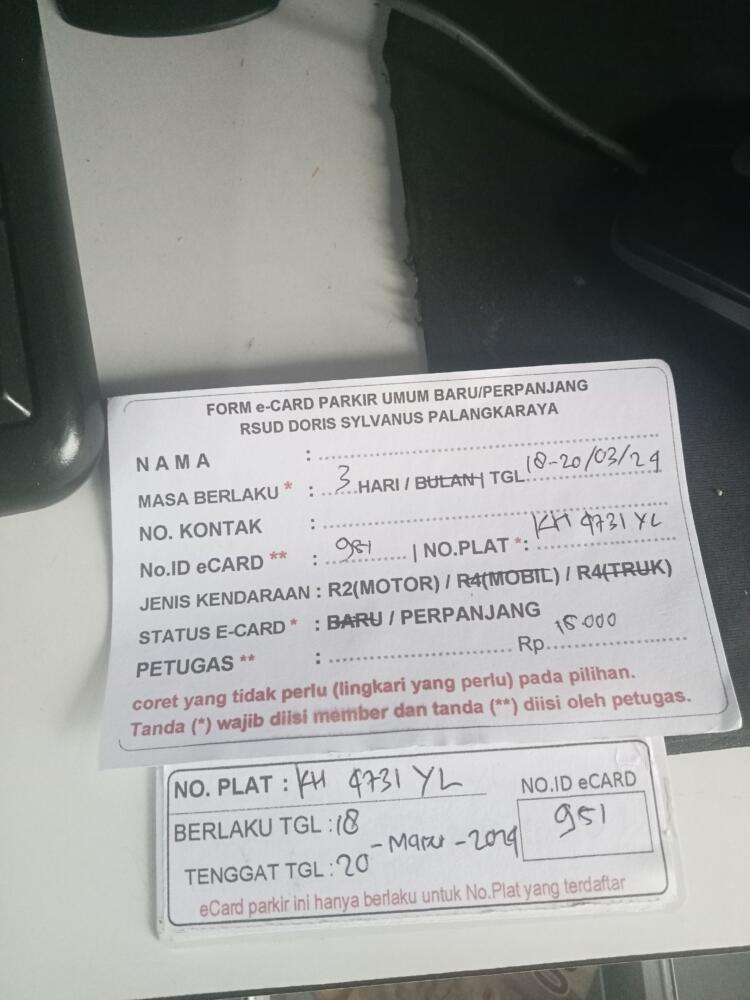 FORM e-CARD PARKIR UMUM BARU/PERPANJANG
RSUD DORIS SYLVANUS PALANGKARAYA
NAMA :
MASA BERLAKU * : 3 HARI / BULAN | TGL 18-20/03/24
NO. KONTAK :
No.ID eCARD ** : 951 | NO.PLAT *: KH 4731 YL
JENIS KENDARAAN : R2(MOTOR) / R4(MOBIL) / R4(TRUK)
STATUS E-CARD * : BARU / PERPANJANG
PETUGAS ** : Rp. 15.000
coret yang tidak perlu (lingkari yang perlu) pada pilihan.
Tanda (*) wajib diisi member dan tanda (**) diisi oleh petugas.
NO. PLAT : KH 4731 YL
NO.ID eCARD
951
BERLAKU TGL : 18
- Maret - 2024
TENGGAT TGL : 20
eCard parkir ini hanya berlaku untuk No.Plat yang terdaftar